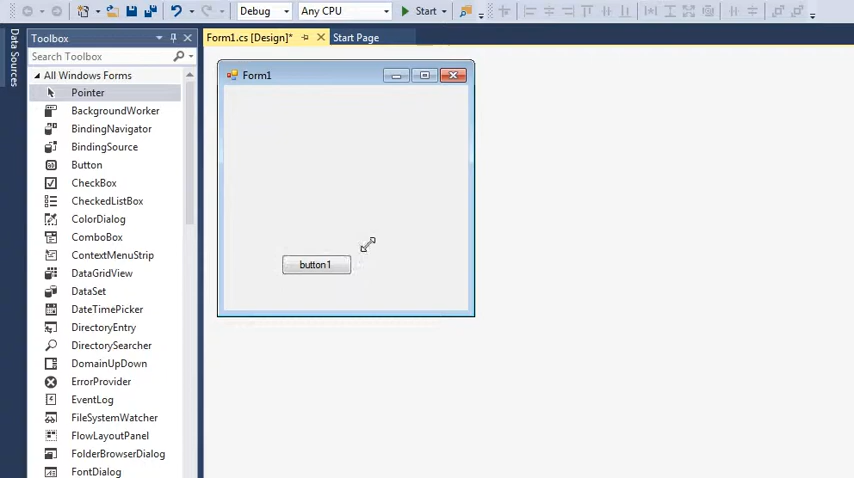 Debug
Any CPU
Start
Data Sources
Toolbox
Form1.cs [Design]*
Start Page
Search Toolbox
All Windows Forms
Pointer
BackgroundWorker
BindingNavigator
BindingSource
Button
CheckBox
CheckedListBox
ColorDialog
ComboBox
ContextMenuStrip
DataGridView
DataSet
DateTimePicker
DirectoryEntry
DirectorySearcher
DomainUpDown
ErrorProvider
EventLog
FileSystemWatcher
FlowLayoutPanel
FolderBrowserDialog
FontDialog
Form1
button1